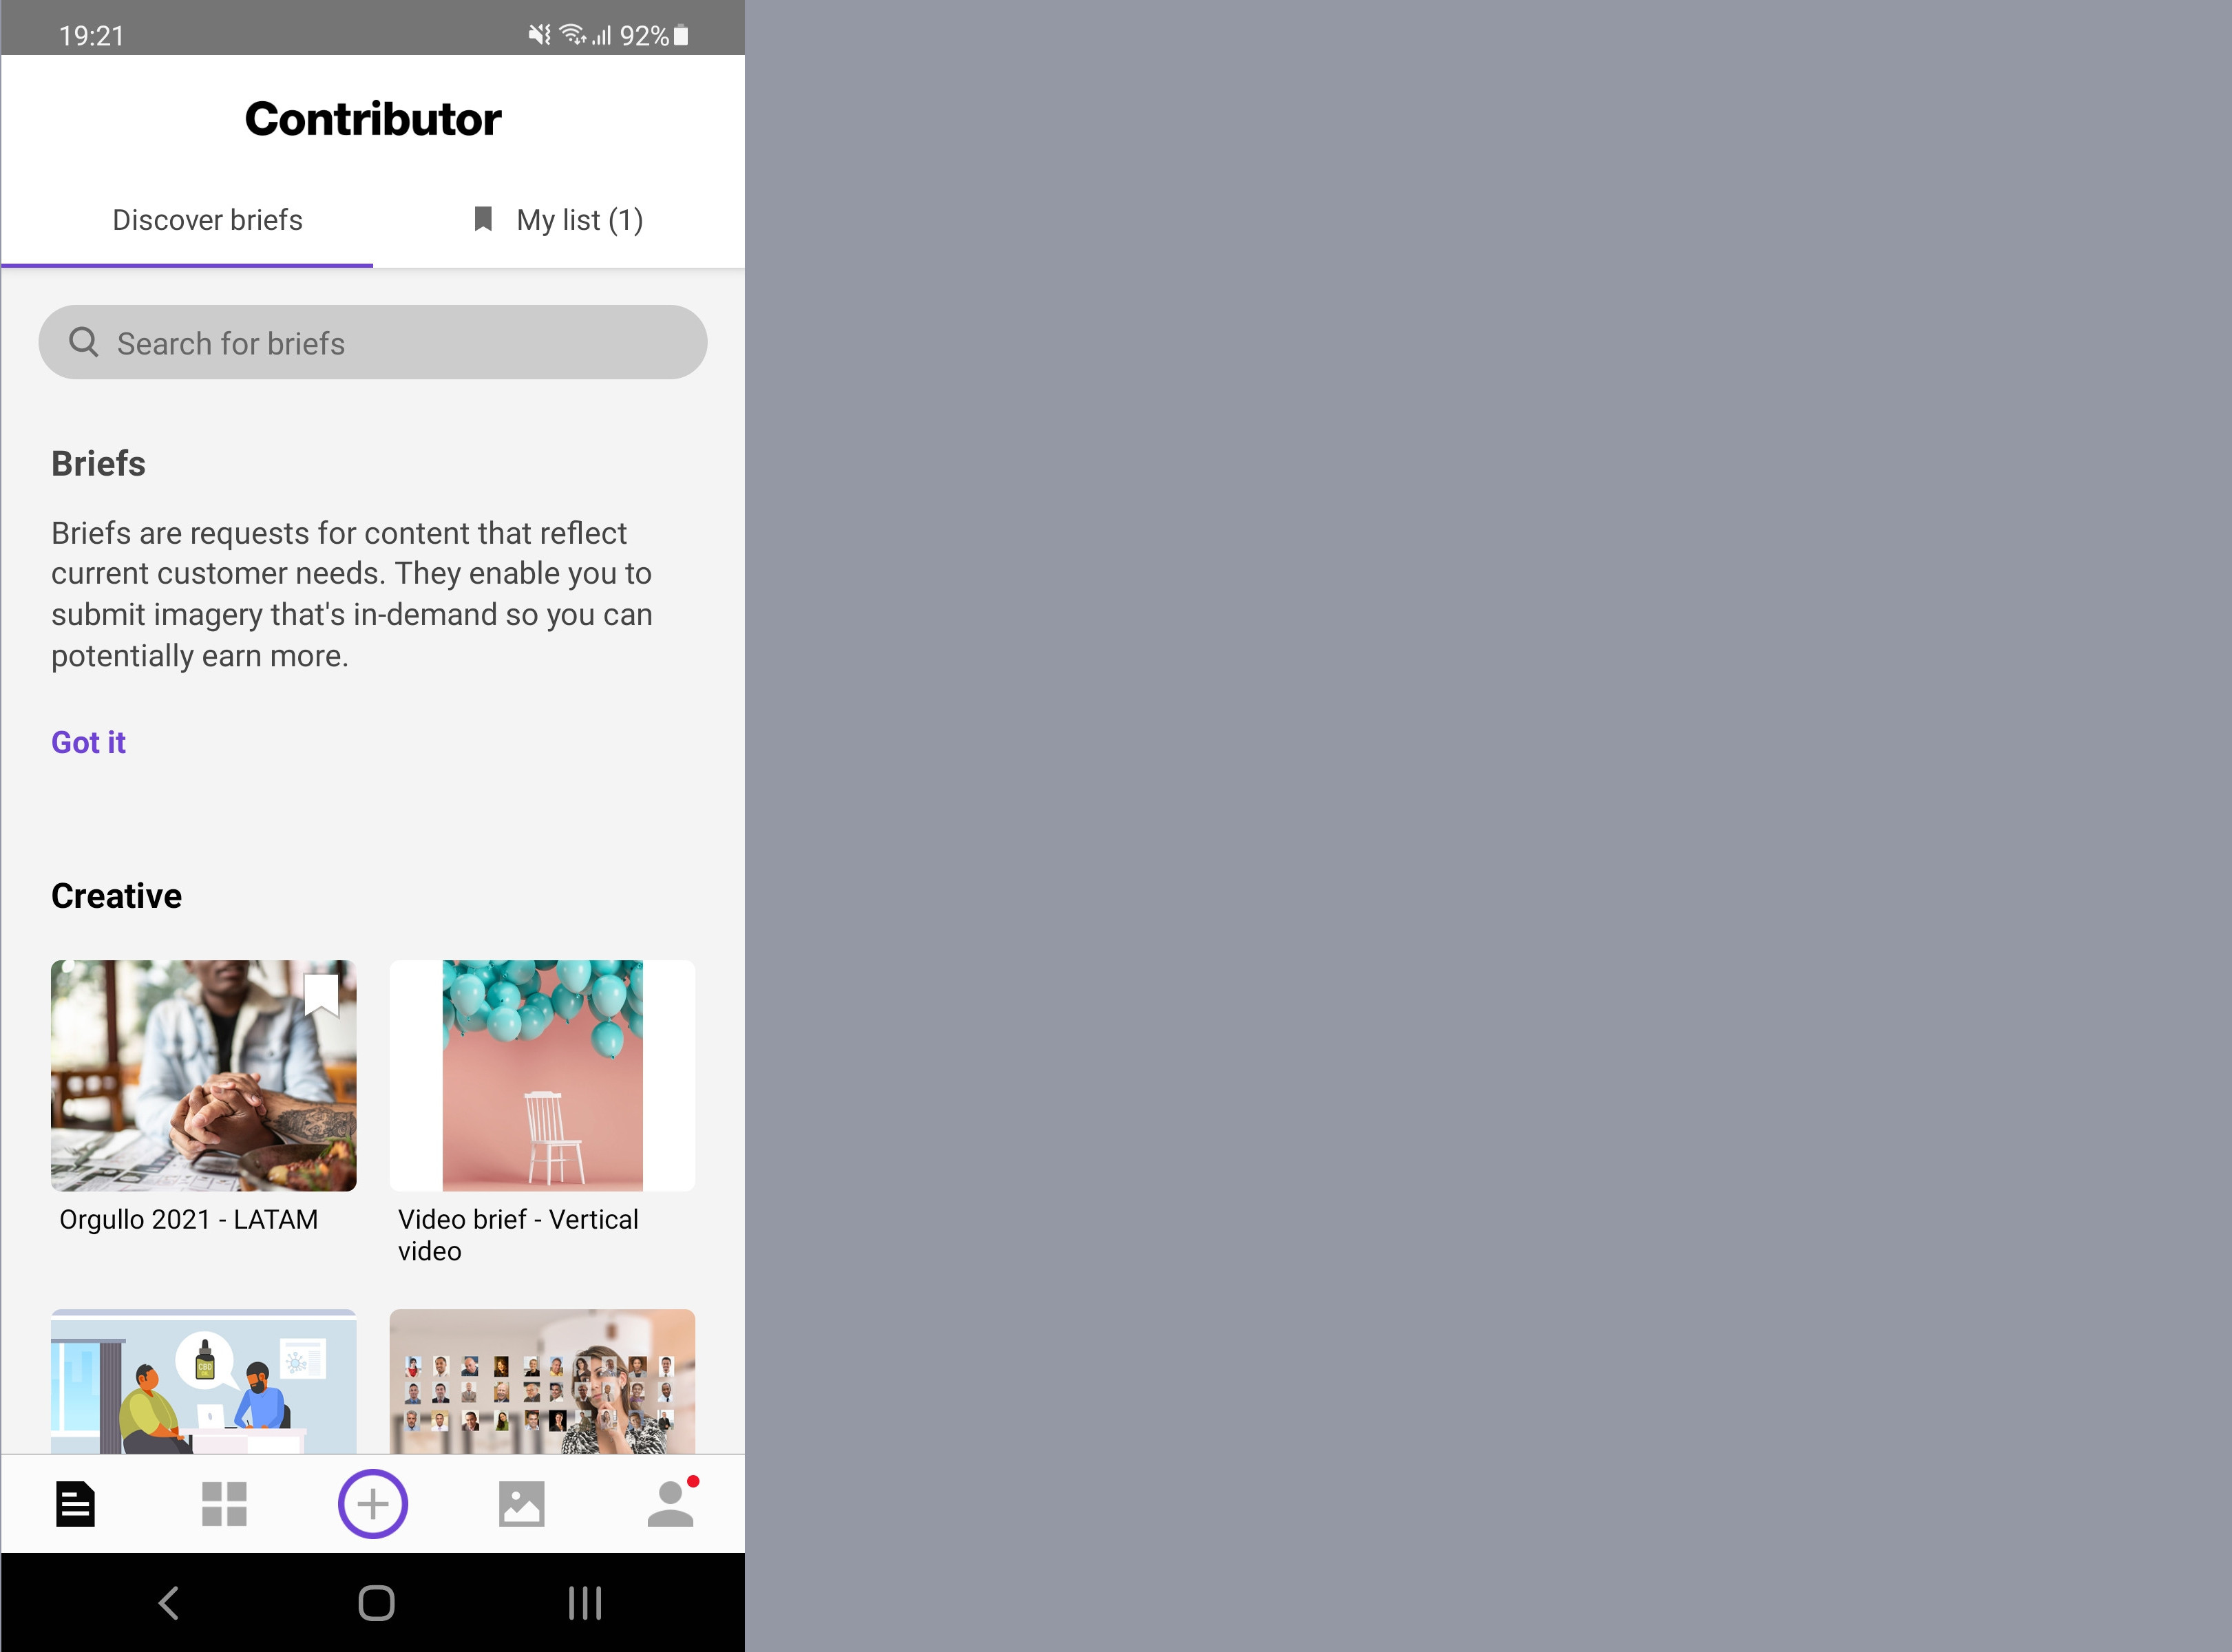 19:21
92%
Contributor
Discover briefs
My list (1)
Search for briefs
Briefs
Briefs are requests for content that reflect
current customer needs. They enable you to
submit imagery that's in-demand so you can
potentially earn more.
Got it
Creative
Orgullo 2021 - LATAM
Video brief - Vertical
video
CBD
OIL